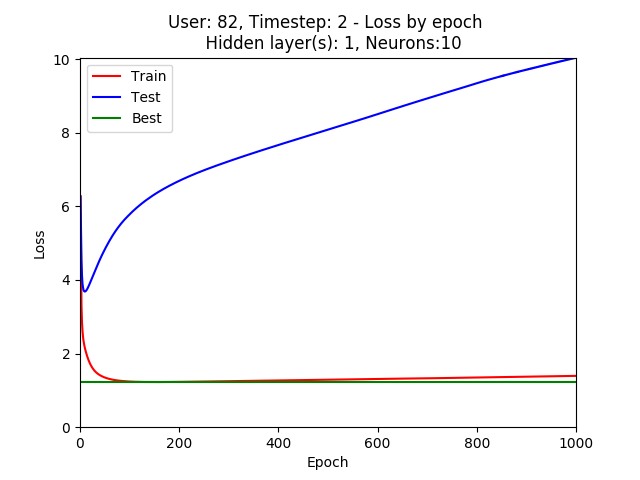 User: 82, Timestep: 2 - Loss by epoch
Hidden layer(s): 1, Neurons:10
Train
Test
Best
10
8
6
4
2
0
Loss
0 200 400 600 800 1000
Epoch